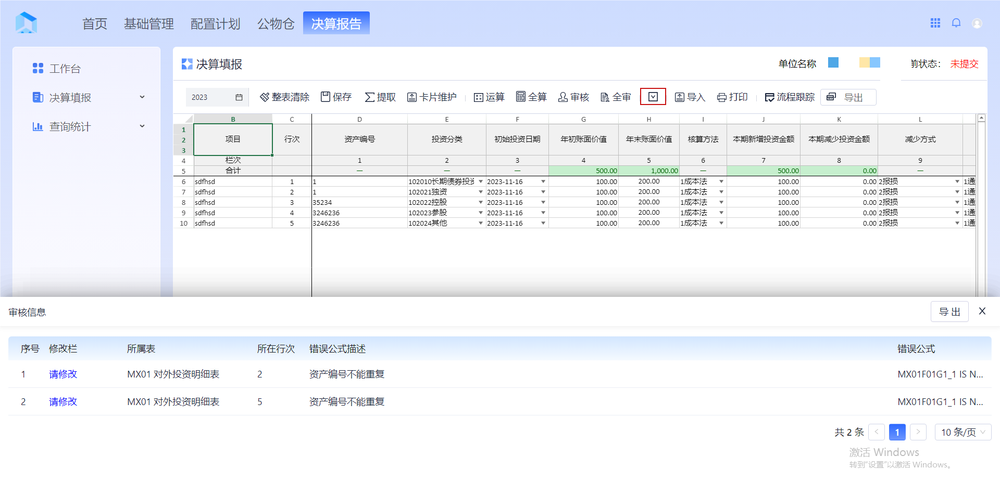 首页 基础管理 配置计划 公物仓 决算报告
工作台
决算填报
查询统计
决算填报
单位名称 前状态： 未提交
2023 整表清除 保存 提取 卡片维护 运算 全算 审核 全审 导入 打印 流程跟踪 导出
B C D E F G H I J K L
1
2 项目 行次 资产编号 投资分类 初始投资日期 年初账面价值 年末账面价值 核算方法 本期新增投资金额 本期减少投资金额 减少方式
3
4 栏次 1 2 3 4 5 6 7 8 9
5 合计 — — — 500.00 1,000.00 — 500.00 0.00 —
6 sdfhsd 1 1 102010长期债券投资 2023-11-16 100.00 200.00 1成本法 100.00 0.00 2报损 1通
7 sdfhsd 2 1 102021独资 2023-11-16 100.00 200.00 1成本法 100.00 0.00 2报损 1通
8 sdfhsd 3 35234 102022控股 2023-11-16 100.00 200.00 1成本法 100.00 0.00 2报损 1通
9 sdfhsd 4 3246236 102023参股 2023-11-16 100.00 200.00 1成本法 100.00 0.00 2报损 1通
10 sdfhsd 5 3246236 102024其他 2023-11-16 100.00 200.00 1成本法 100.00 0.00 2报损 1通
审核信息 导 出 X
序号 修改栏 所属表 所在行次 错误公式描述 错误公式
1 请修改 MX01 对外投资明细表 2 资产编号不能重复 MX01F01G1_1 IS N...
2 请修改 MX01 对外投资明细表 5 资产编号不能重复 MX01F01G1_1 IS N...
共 2 条 < 1 > 10 条/页
激活 Windows
转到"设置"以激活 Windows。